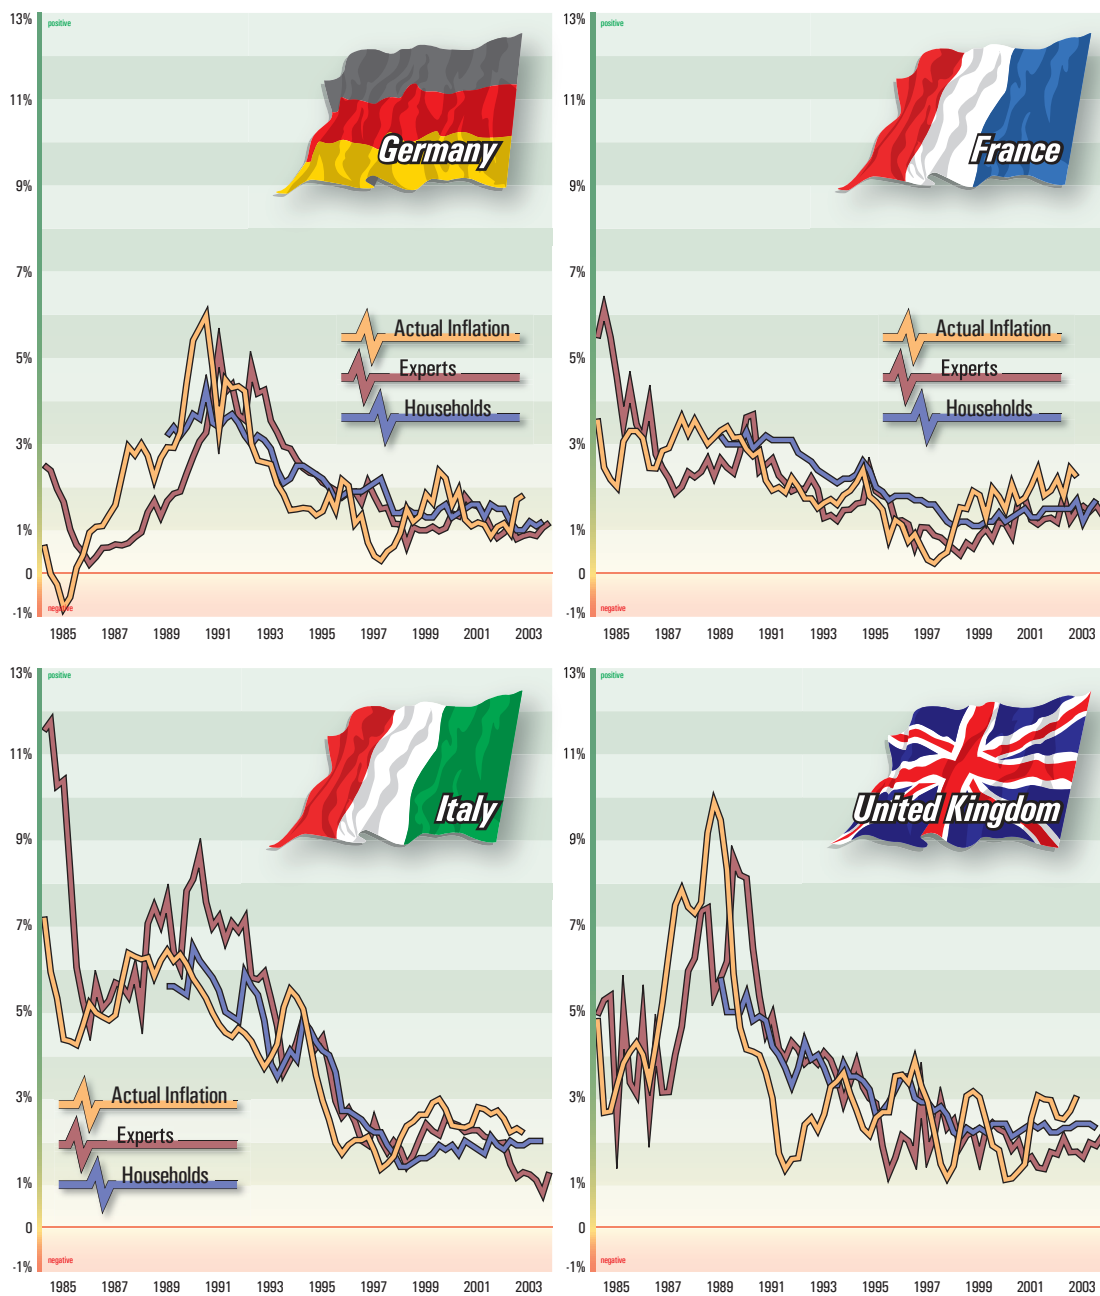 13%
positive
11%
9%
7%
5%
3%
1%
0
-1%
negative
Germany
Actual Inflation
Experts
Households
1985 1987 1989 1991 1993 1995 1997 1999 2001 2003
13%
positive
11%
9%
7%
5%
3%
1%
0
-1%
negative
France
Actual Inflation
Experts
Households
1985 1987 1989 1991 1993 1995 1997 1999 2001 2003
13%
positive
11%
9%
7%
5%
3%
1%
0
-1%
negative
Italy
Actual Inflation
Experts
Households
1985 1987 1989 1991 1993 1995 1997 1999 2001 2003
13%
positive
11%
9%
7%
5%
3%
1%
0
-1%
negative
United Kingdom
1985 1987 1989 1991 1993 1995 1997 1999 2001 2003